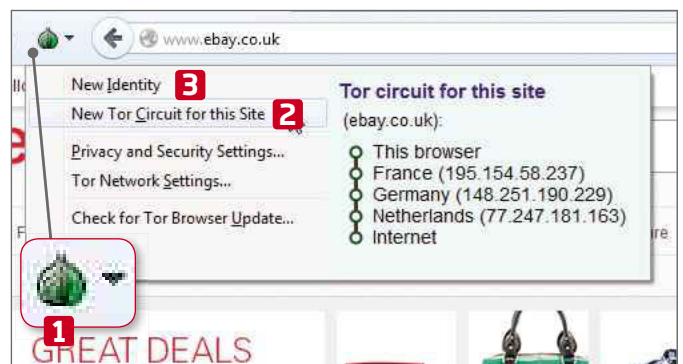 www.ebay.co.uk
New Identity 3
New Tor Circuit for this Site 2
Privacy and Security Settings...
Tor Network Settings...
Check for Tor Browser Update...
Tor circuit for this site
(ebay.co.uk):
This browser
France (195.154.58.237)
Germany (148.251.190.229)
Netherlands (77.247.181.163)
Internet
1
GREAT DEALS